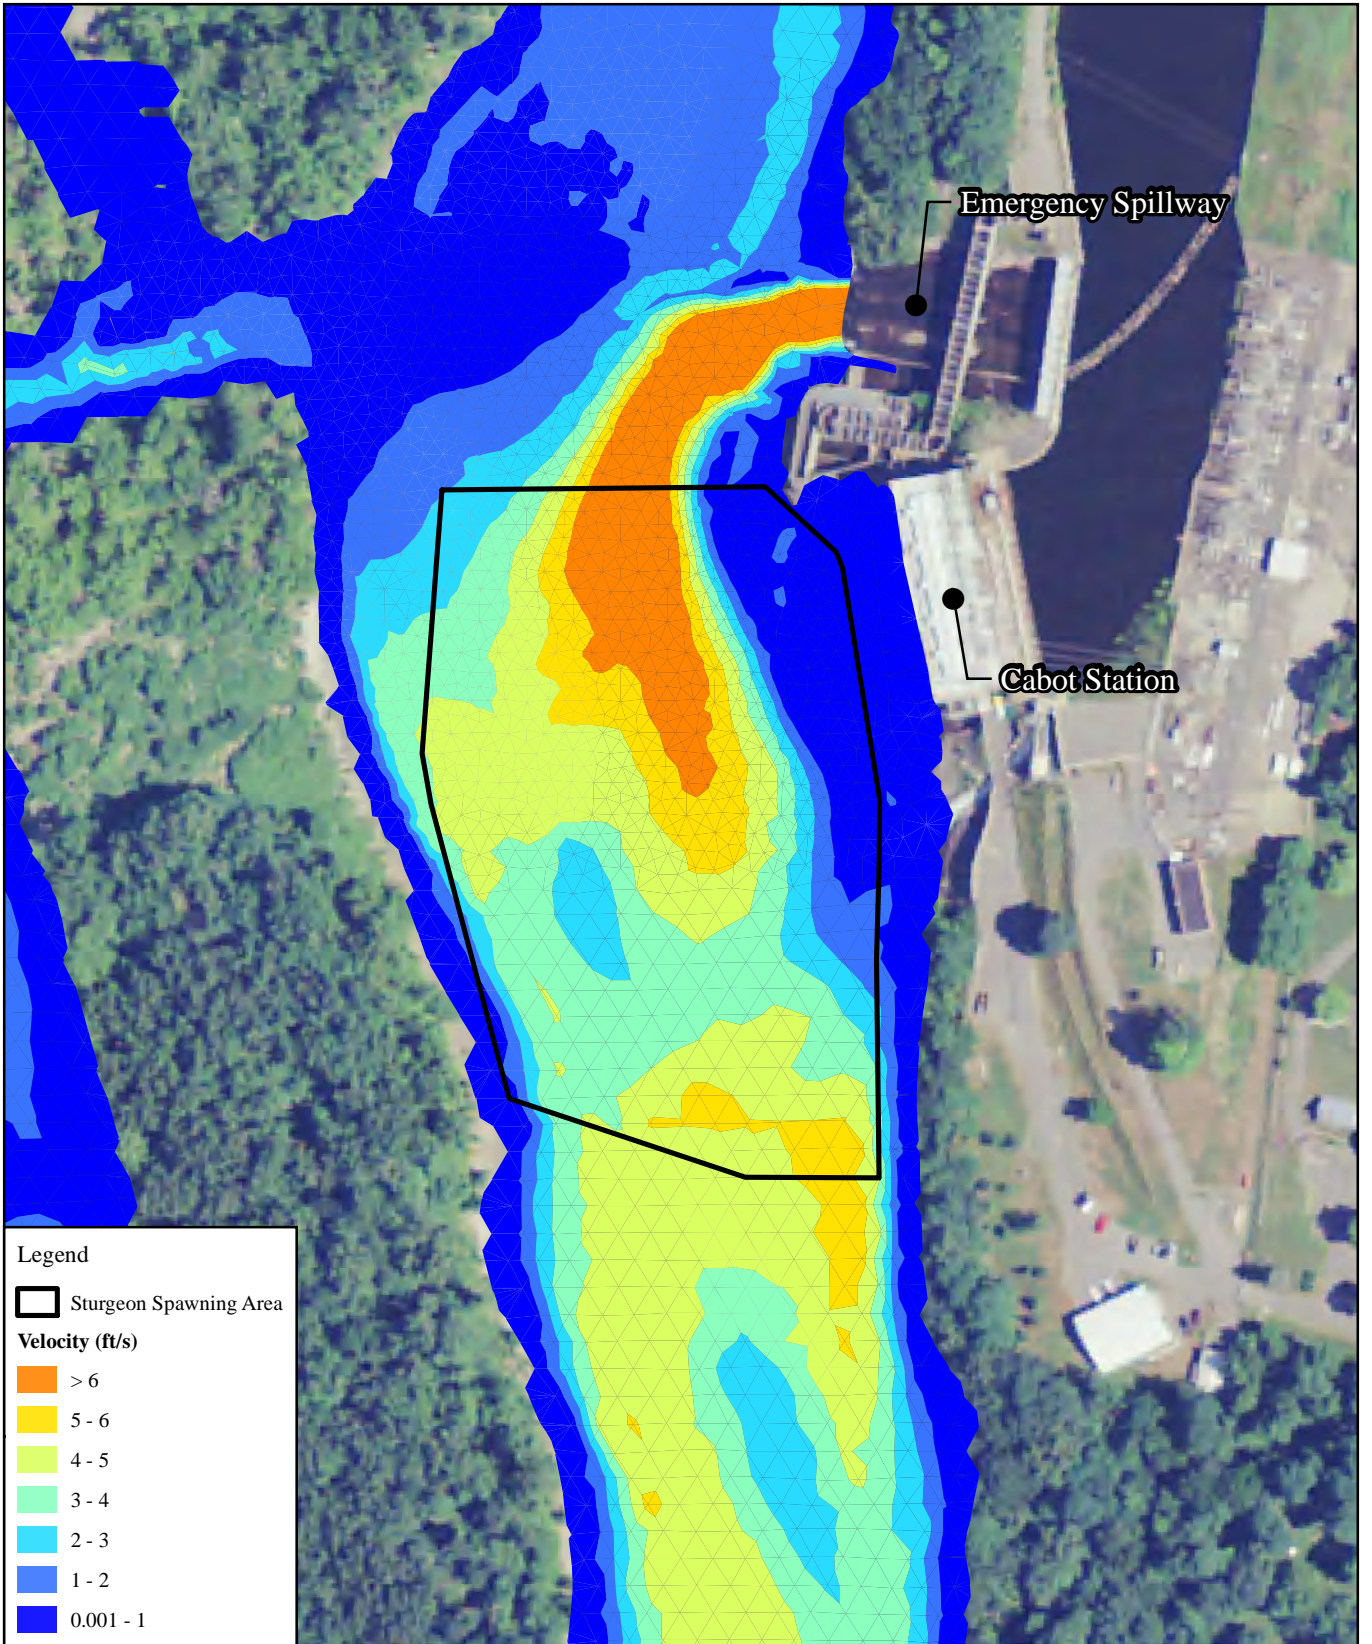 Emergency Spillway
Cabot Station
Legend
Sturgeon Spawning Area
Velocity (ft/s)
> 6
5 - 6
4 - 5
3 - 4
2 - 3
1 - 2
0.001 - 1